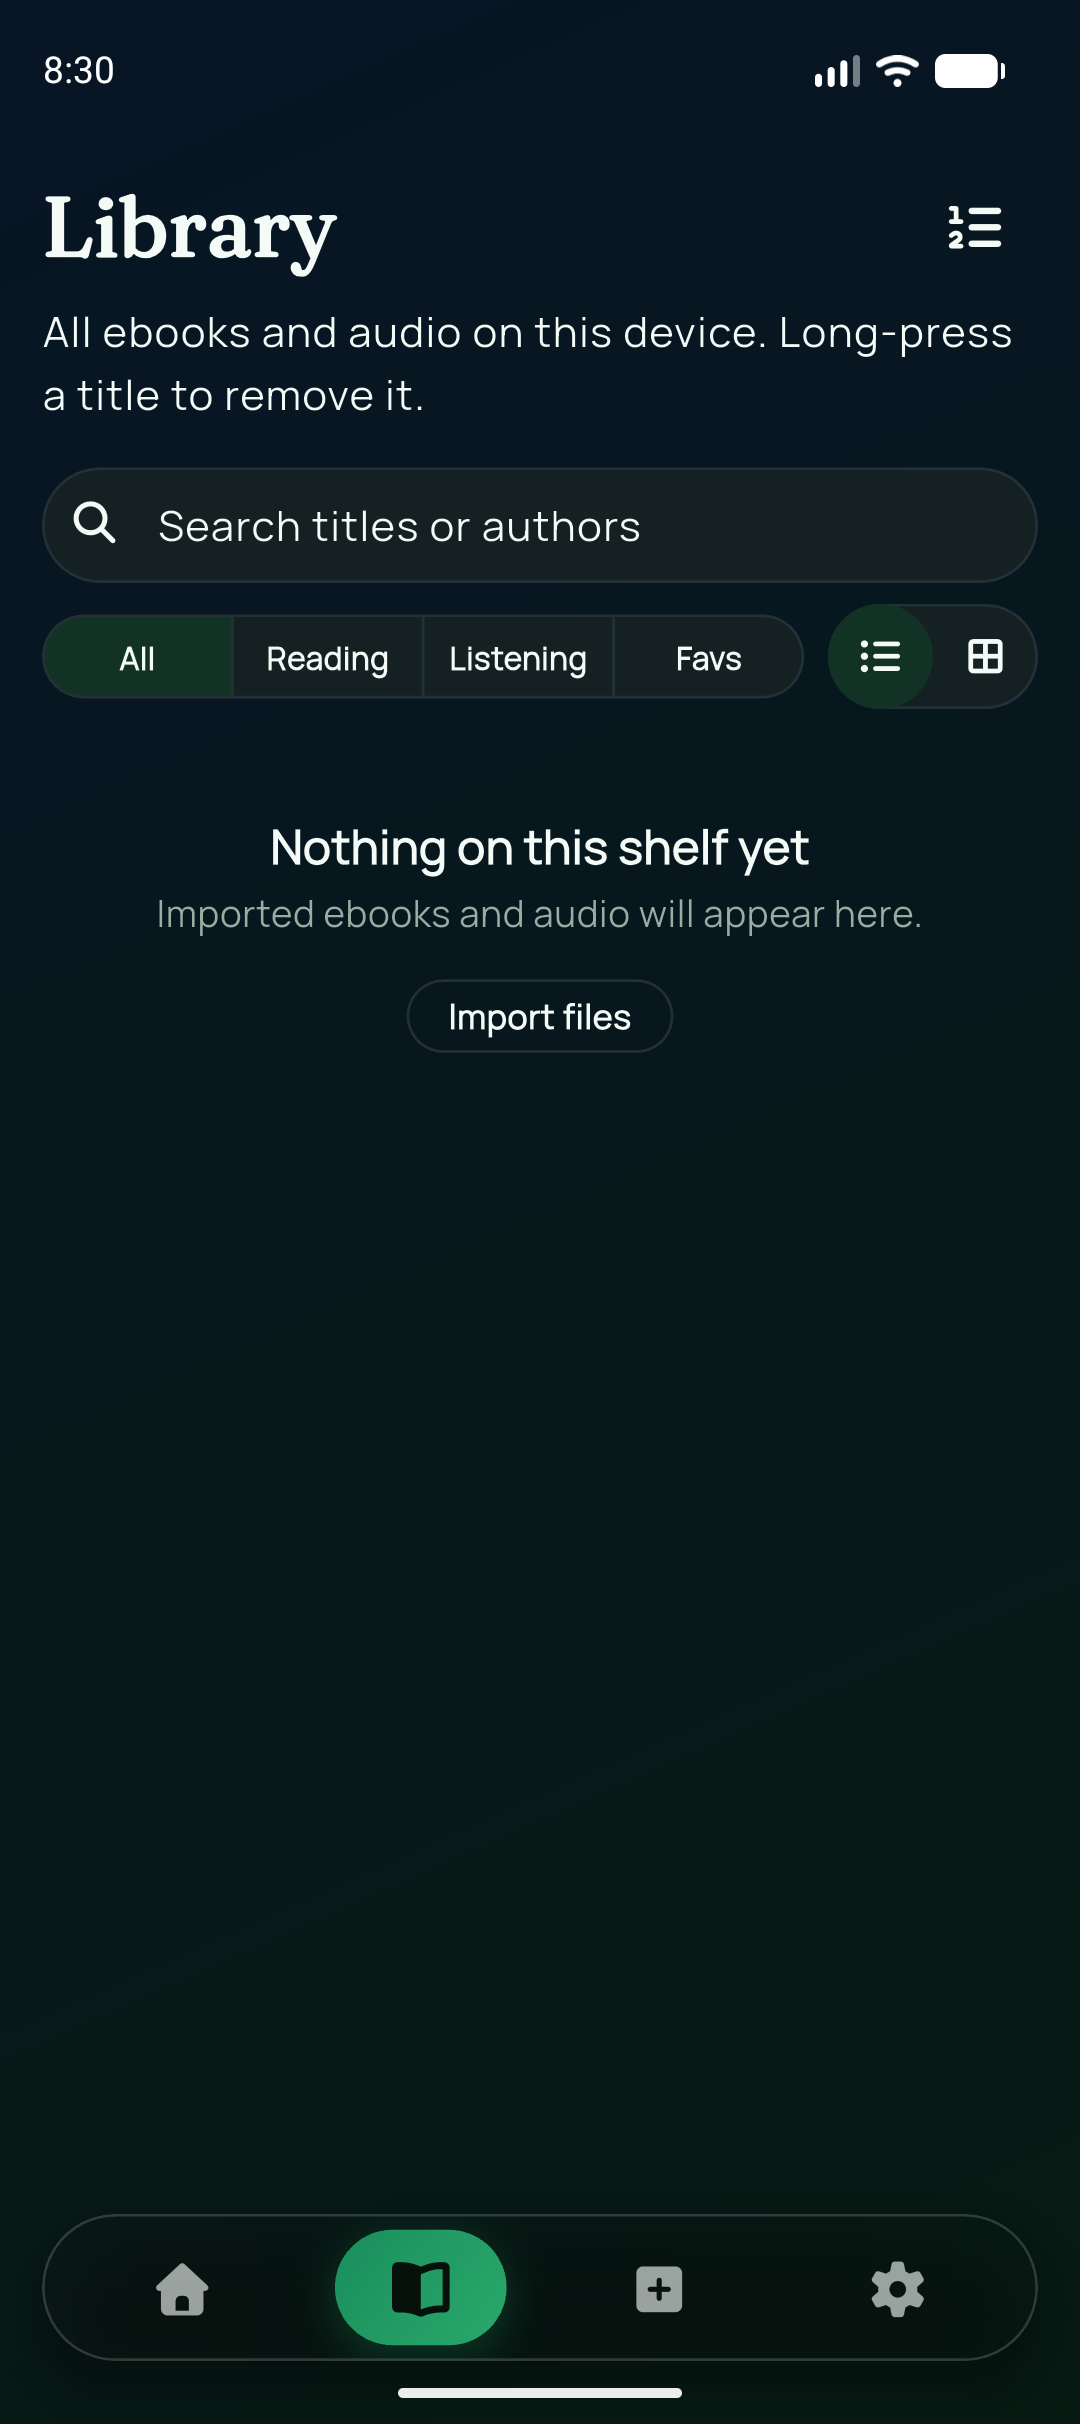 8:30
Library
All ebooks and audio on this device. Long-press
a title to remove it.
Search titles or authors
All Reading Listening Favs
Nothing on this shelf yet
Imported ebooks and audio will appear here.
Import files